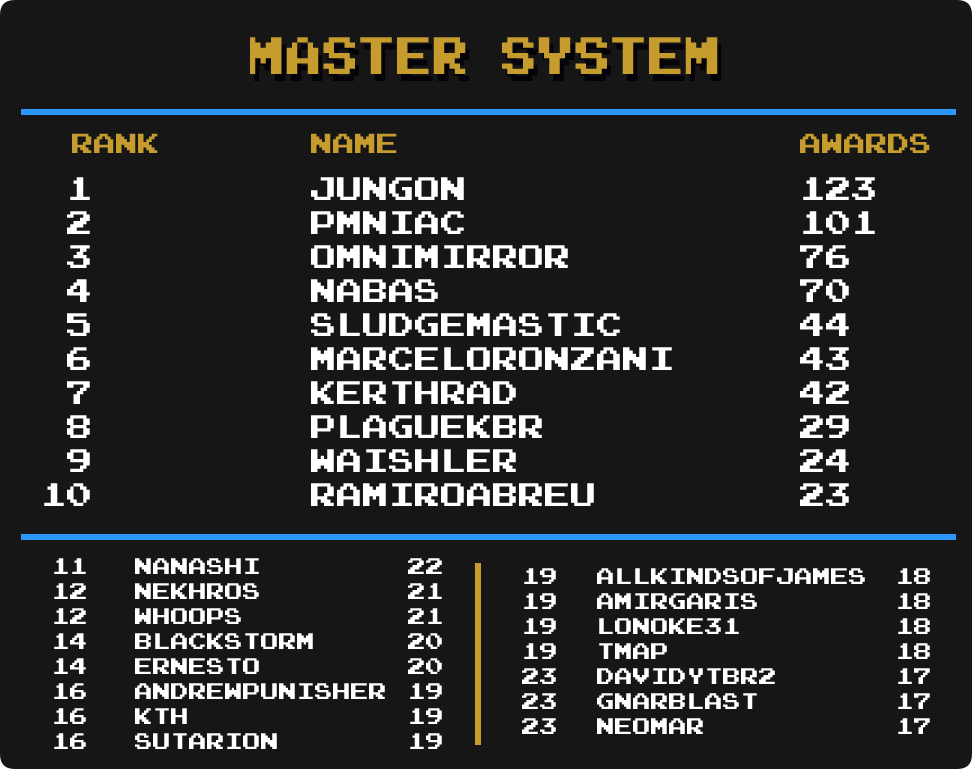 MASTER SYSTEM
RANK NAME AWARDS
1 JUNGON 123
2 PMNIAC 101
3 OMNIMIRROR 76
4 NABAS 70
5 SLUDGEMASTIC 44
6 MARCELORONZANI 43
7 KERTHRAD 42
8 PLAGUEKBR 29
9 WAISHLER 24
10 RAMIROABREU 23
11 NANASHI 22
12 NEKHROS 21
12 WHOOPS 21
14 BLACKSTORM 20
14 ERNESTO 20
16 ANDREWPUNISHER 19
16 KTH 19
16 SUTARION 19
19 ALLKINDSOFJAMES 18
19 AMIRGARIS 18
19 LONOKE31 18
19 TMAP 18
23 DAVIDYTBR2 17
23 GNARBLAST 17
23 NEOMAR 17